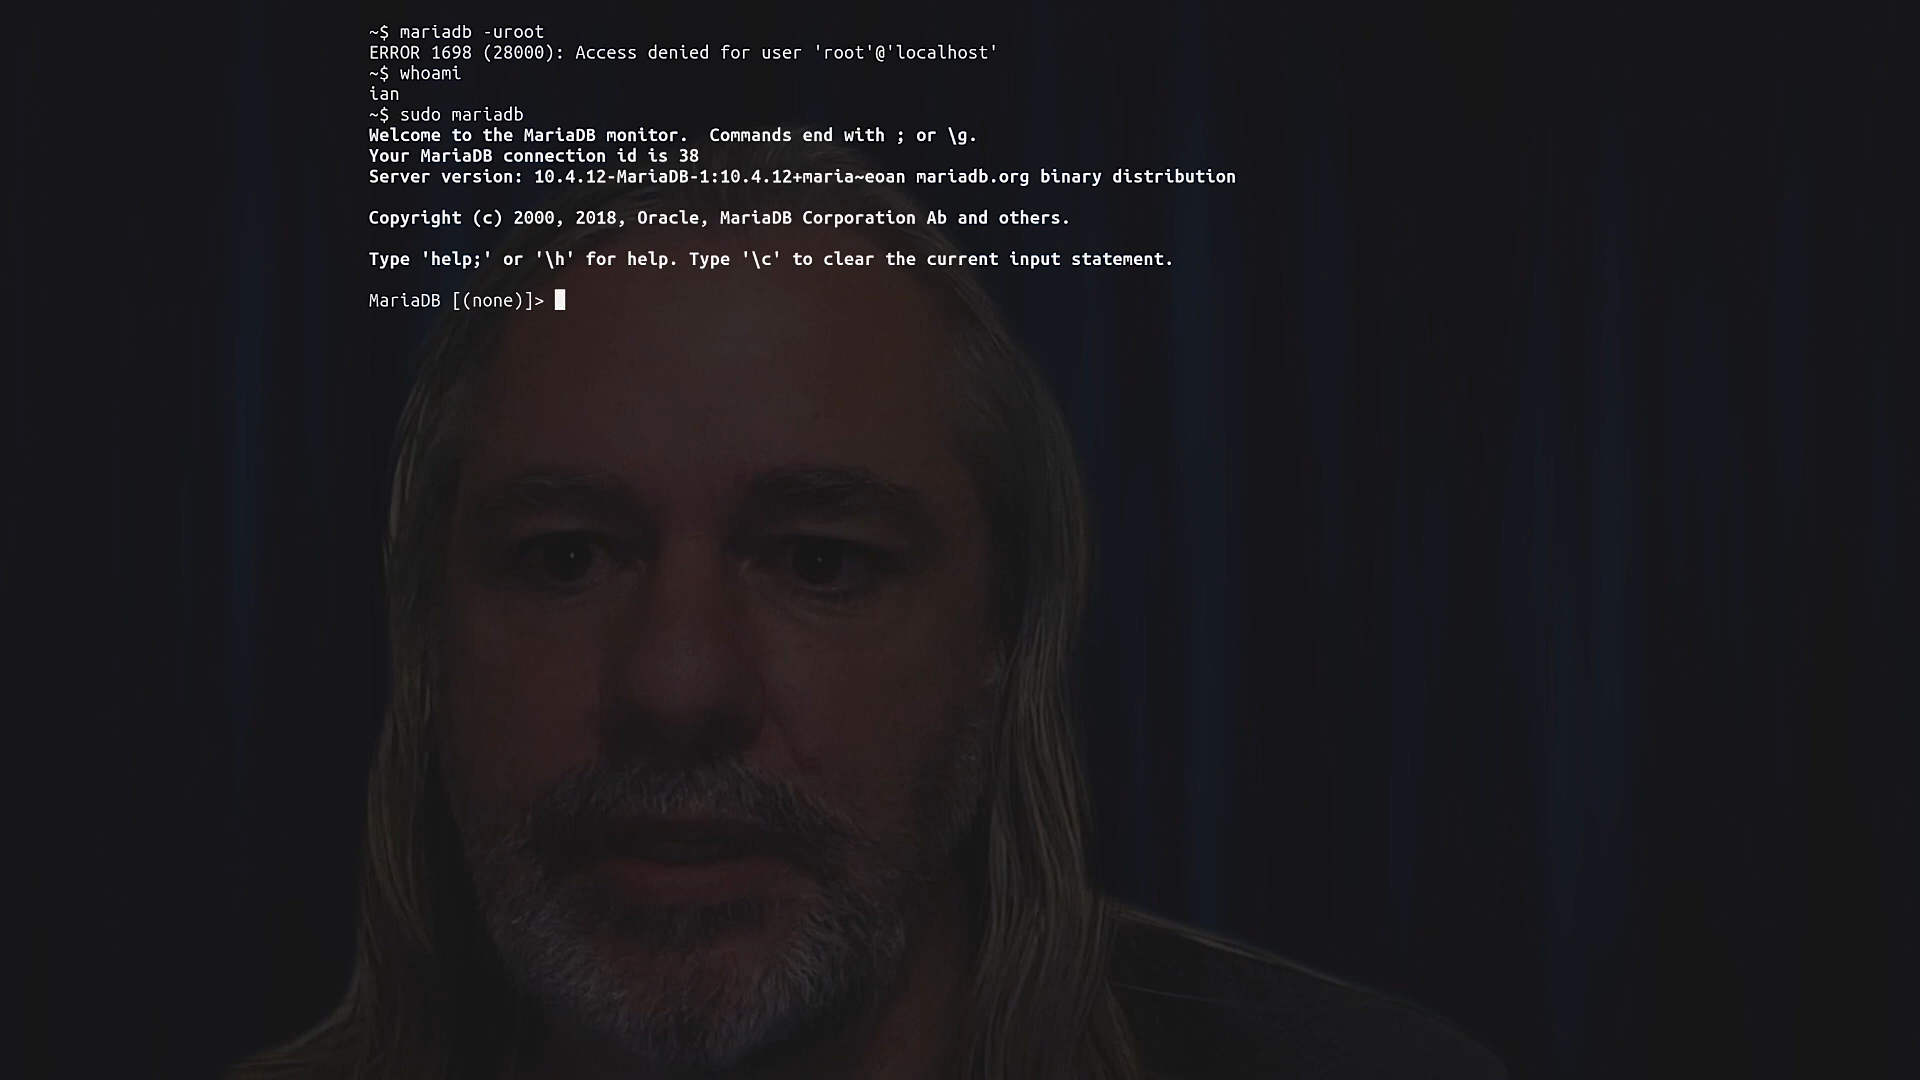 ~$ mariadb -uroot
ERROR 1698 (28000): Access denied for user 'root'@'localhost'
~$ whoami
ian
~$ sudo mariadb
Welcome to the MariaDB monitor.  Commands end with ; or \g.
Your MariaDB connection id is 38
Server version: 10.4.12-MariaDB-1:10.4.12+maria~eoan mariadb.org binary distribution
Copyright (c) 2000, 2018, Oracle, MariaDB Corporation Ab and others.
Type 'help;' or '\h' for help. Type '\c' to clear the current input statement.
MariaDB [(none)]>